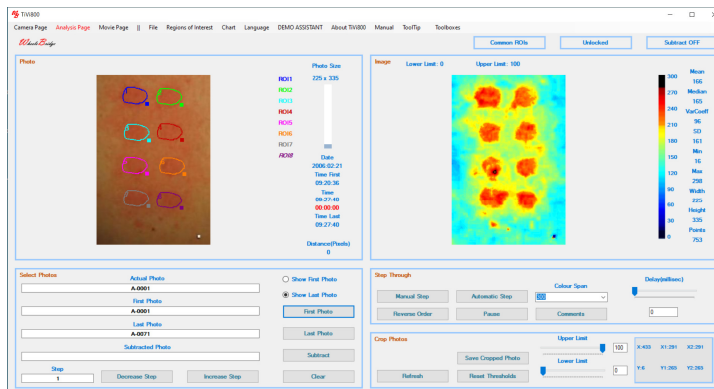 TiVi800
Camera Page Analysis Page Movie Page || File Regions of Interest Chart Language DEMO ASSISTANT About TiVi800 Manual ToolTip Toolboxes
WheelsBridge
Common ROIs Unlocked Subtract OFF
Photo
Photo Size
225 x 335
ROI1
ROI2
ROI3
ROI4
ROI5
ROI6
ROI7
ROI8
Date
2006:02:21
Time First
09:20:36
Time
09:27:40
00:00:00
Time Last
09:27:40
Distance(Pixels)
0
Image Lower Limit: 0 Upper Limit: 100
300
270
240
210
180
150
120
90
60
30
0
Mean
166
Median
165
VarCoeff
96
SD
161
Min
16
Max
298
Width
225
Height
335
Points
753
Select Photos
Actual Photo
A-0001
First Photo
A-0001
Last Photo
A-0071
Subtracted Photo
Step
1
Decrease Step Increase Step
Show First Photo
Show Last Photo
First Photo
Last Photo
Subtract
Clear
Step Through
Colour Span
Delay(millisec)
Manual Step Automatic Step 300
Reverse Order Pause Comments 0
Crop Photos
Upper Limit
100
Save Cropped Photo
Lower Limit
0
Refresh Reset Thresholds
X:433 X1:201 X2:201
Y:6 Y1:203 Y2:203